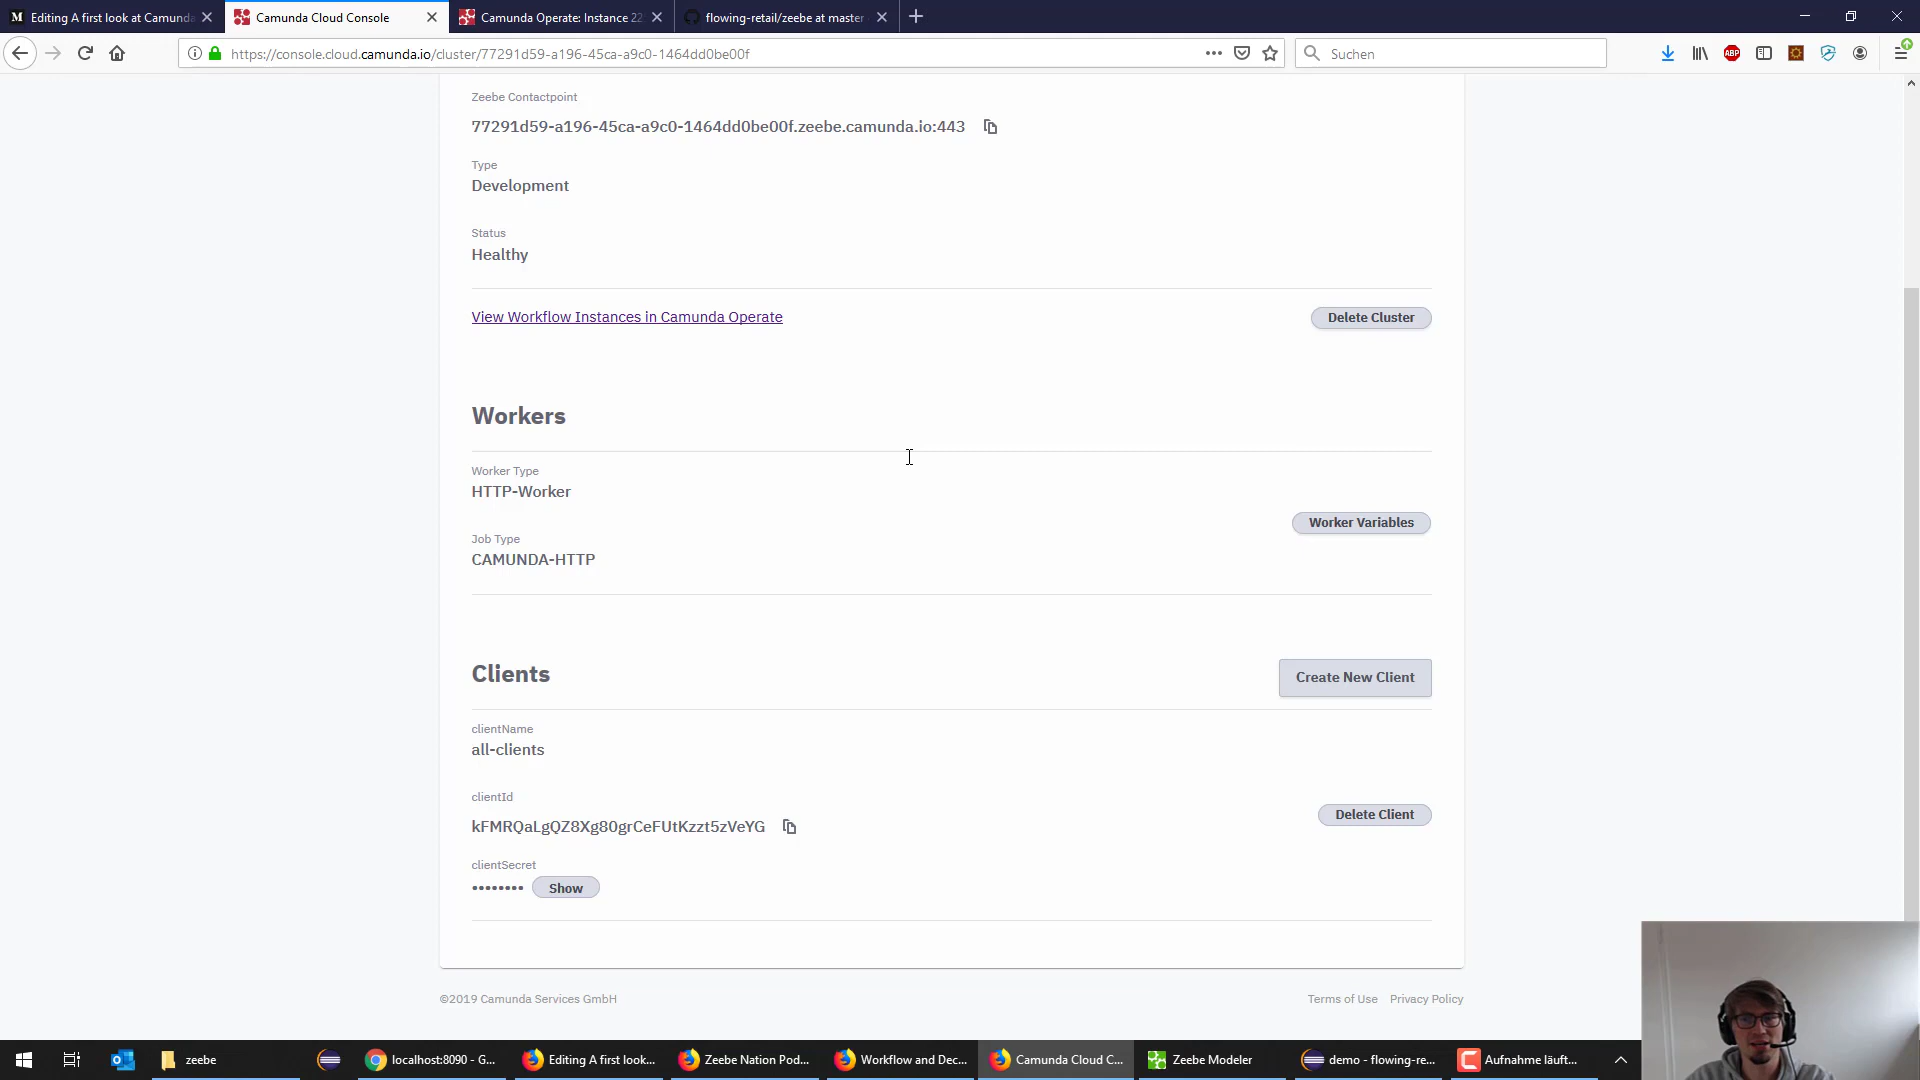 Editing A first look at Camunda
Camunda Cloud Console
Camunda Operate: Instance 22
flowing-retail/zeebe at master
https://console.cloud.camunda.io/cluster/77291d59-a196-45ca-a9c0-1464dd0be00f
Suchen
ABP
Zeebe Contactpoint
77291d59-a196-45ca-a9c0-1464dd0be00f.zeebe.camunda.io:443
Type
Development
Status
Healthy
View Workflow Instances in Camunda Operate
Delete Cluster
Workers
Worker Type
HTTP-Worker
Worker Variables
Job Type
CAMUNDA-HTTP
Clients
Create New Client
clientName
all-clients
clientId
kFMRQaLgQZ8Xg80grCeFUtKzzt5zVeYG
Delete Client
clientSecret
•••••••• Show
©2019 Camunda Services GmbH
Terms of Use Privacy Policy
zeebe
localhost:8090 - G...
Editing A first look...
Zeebe Nation Pod...
Workflow and Dec...
Camunda Cloud C...
Zeebe Modeler
demo - flowing-re...
Aufnahme läuft...